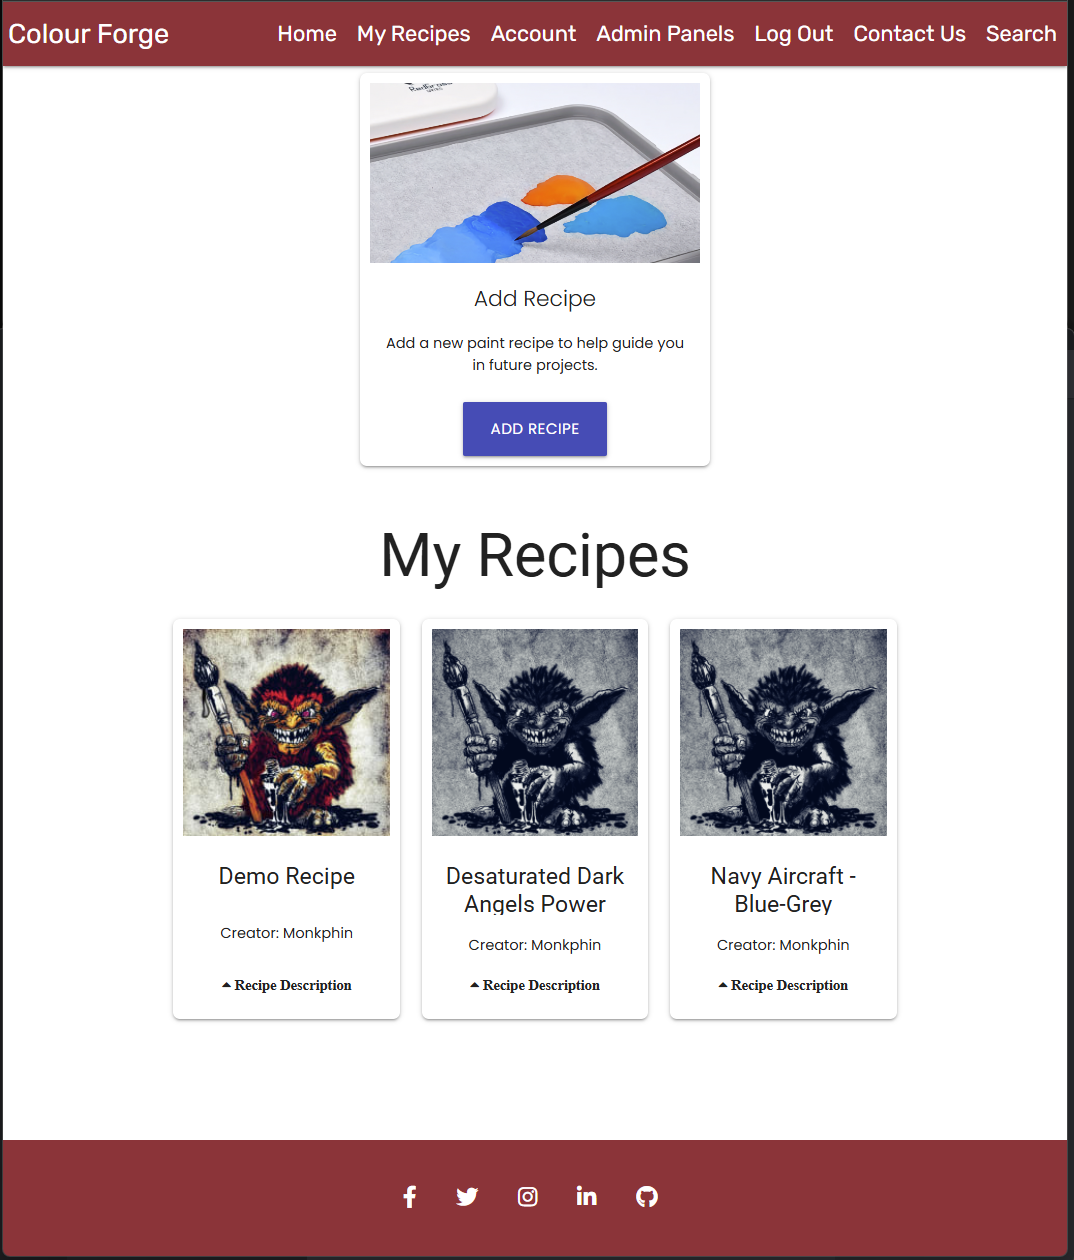 Colour Forge
Home My Recipes Account Admin Panels Log Out Contact Us Search
Add Recipe
Add a new paint recipe to help guide you
in future projects.
ADD RECIPE
My Recipes
Demo Recipe
Creator: Monkphin
Recipe Description
Desaturated Dark
Angels Power
Creator: Monkphin
Recipe Description
Navy Aircraft -
Blue-Grey
Creator: Monkphin
Recipe Description